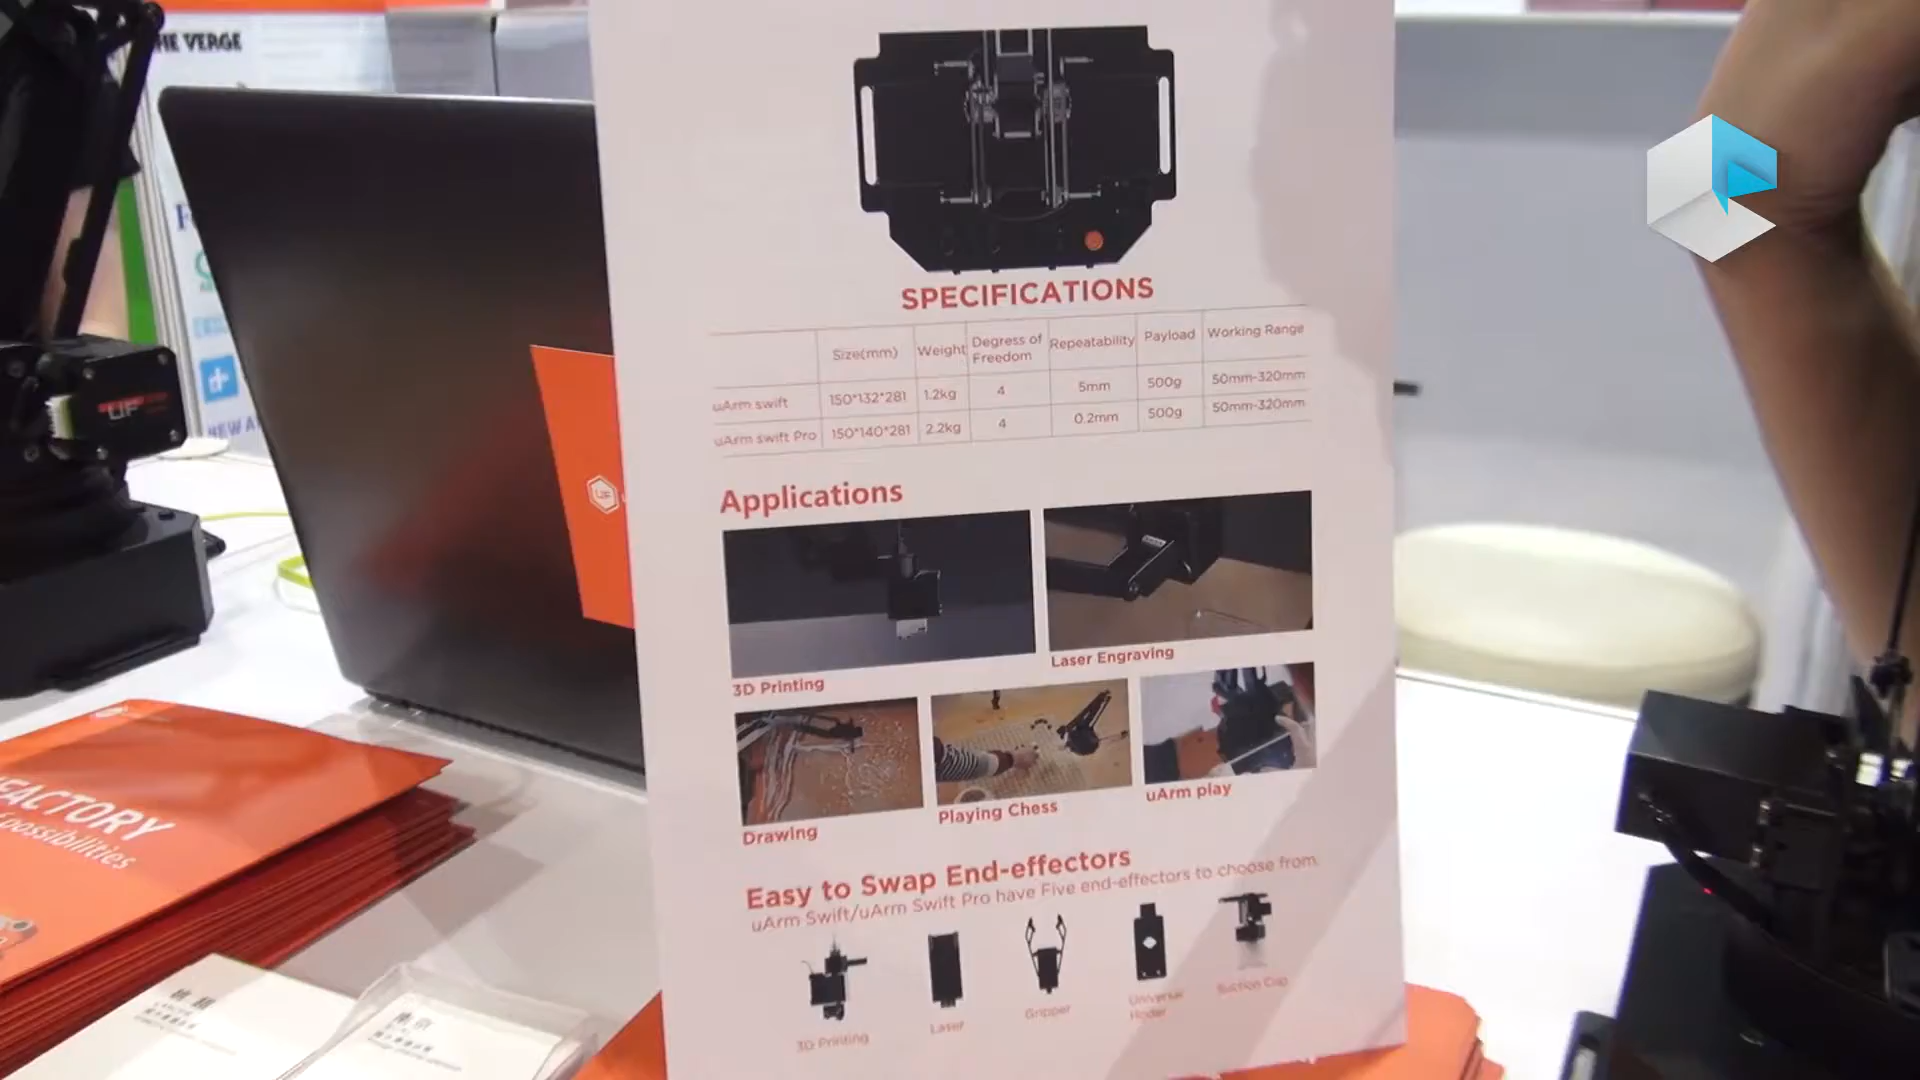 THE VERGE
UF
SPECIFICATIONS
Size(mm) Weight Degress of Freedom Repeatability Payload Working Range
uArm swift 150*132*281 1.2kg 4 5mm 500g 50mm-320mm
uArm swift Pro 150*140*281 2.2kg 4 0.2mm 500g 50mm-320mm
Applications
3D Printing
Laser Engraving
Drawing
Playing Chess
uArm play
Easy to Swap End-effectors
uArm Swift/uArm Swift Pro have Five end-effectors to choose from.
3D Printing
Laser
Gripper
Universal
Holder
Suction Cup
FACTORY
possibilities